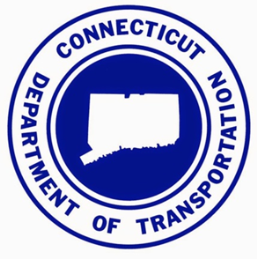 CONNECTICUT
DEPARTMENT OF TRANSPORTATION